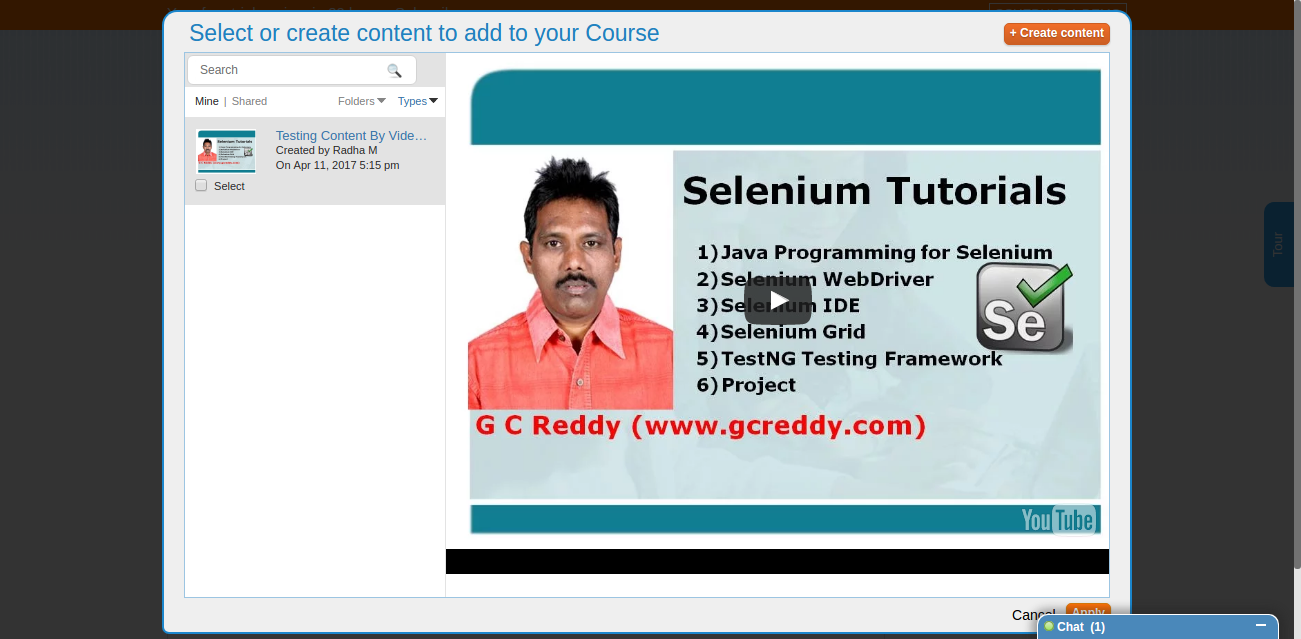 Select or create content to add to your Course
+ Create content
Search
Mine | Shared
Folders
Types
Testing Content By Vide...
Created by Radha M
On Apr 11, 2017 5:15 pm
Select
Selenium Tutorials
1)Java Programming for Selenium
2)Selenium WebDriver
3)Selenium IDE
4)Selenium Grid
5)TestNG Testing Framework
6)Project
Se
G C Reddy (www.gcreddy.com)
YouTube
Tour
Cancel
Apply
Chat (1)